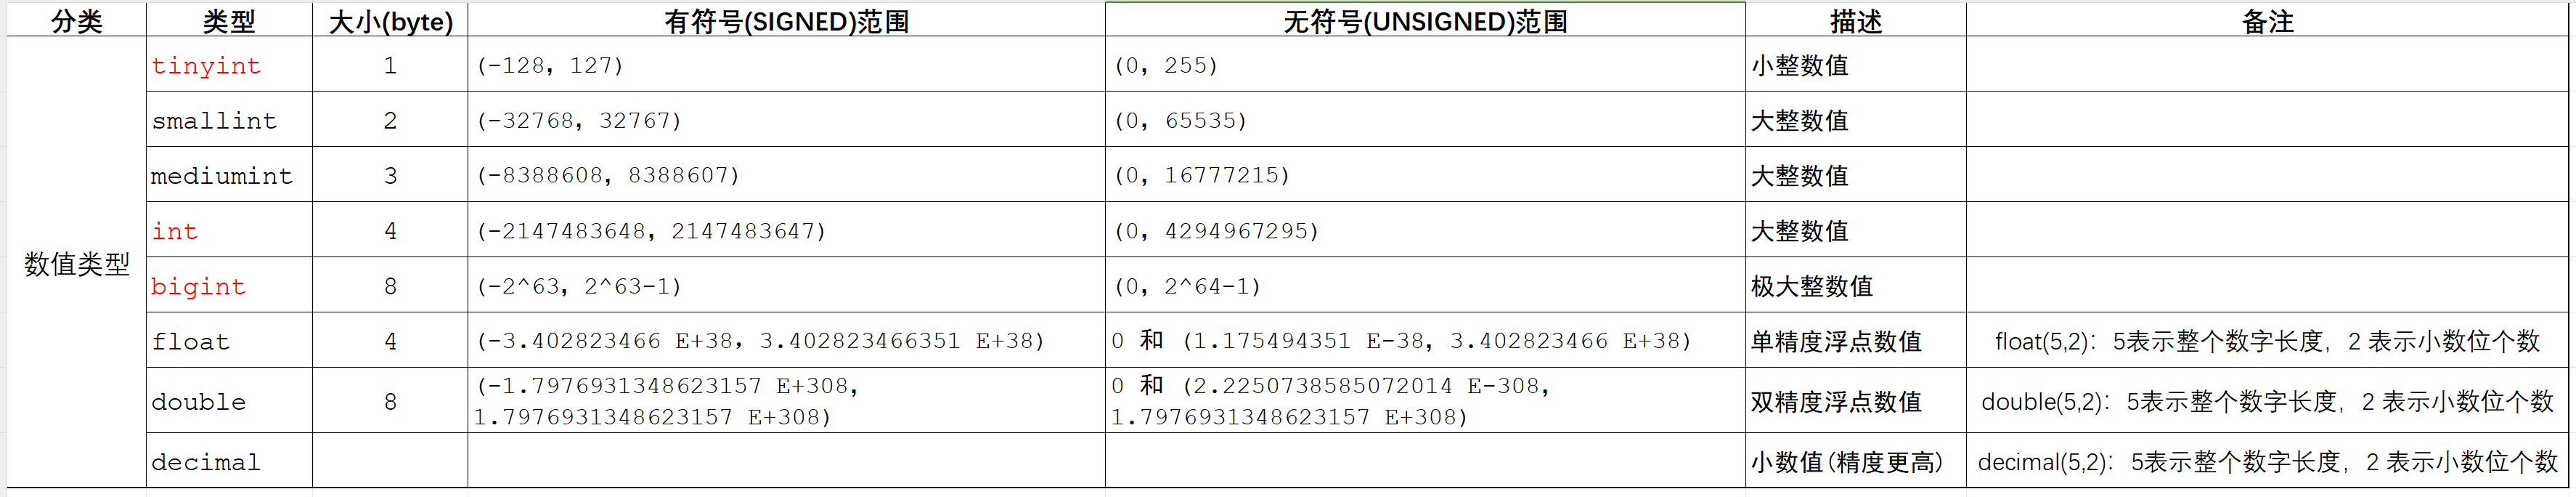 分类 类型 大小(byte) 有符号(SIGNED)范围 无符号(UNSIGNED)范围 描述 备注
数值类型
tinyint 1 (-128, 127) (0, 255) 小整数值
smallint 2 (-32768, 32767) (0, 65535) 大整数值
mediumint 3 (-8388608, 8388607) (0, 16777215) 大整数值
int 4 (-2147483648, 2147483647) (0, 4294967295) 大整数值
bigint 8 (-2^63, 2^63-1) (0, 2^64-1) 极大整数值
float 4 (-3.402823466 E+38, 3.402823466351 E+38) 0 和 (1.175494351 E-38, 3.402823466 E+38) 单精度浮点数值 float(5,2)：5表示整个数字长度，2 表示小数位个数
double 8 (-1.7976931348623157 E+308, 1.7976931348623157 E+308) 0 和 (2.2250738585072014 E-308, 1.7976931348623157 E+308) 双精度浮点数值 double(5,2)：5表示整个数字长度，2 表示小数位个数
decimal 小数值(精度更高) decimal(5,2)：5表示整个数字长度，2 表示小数位个数